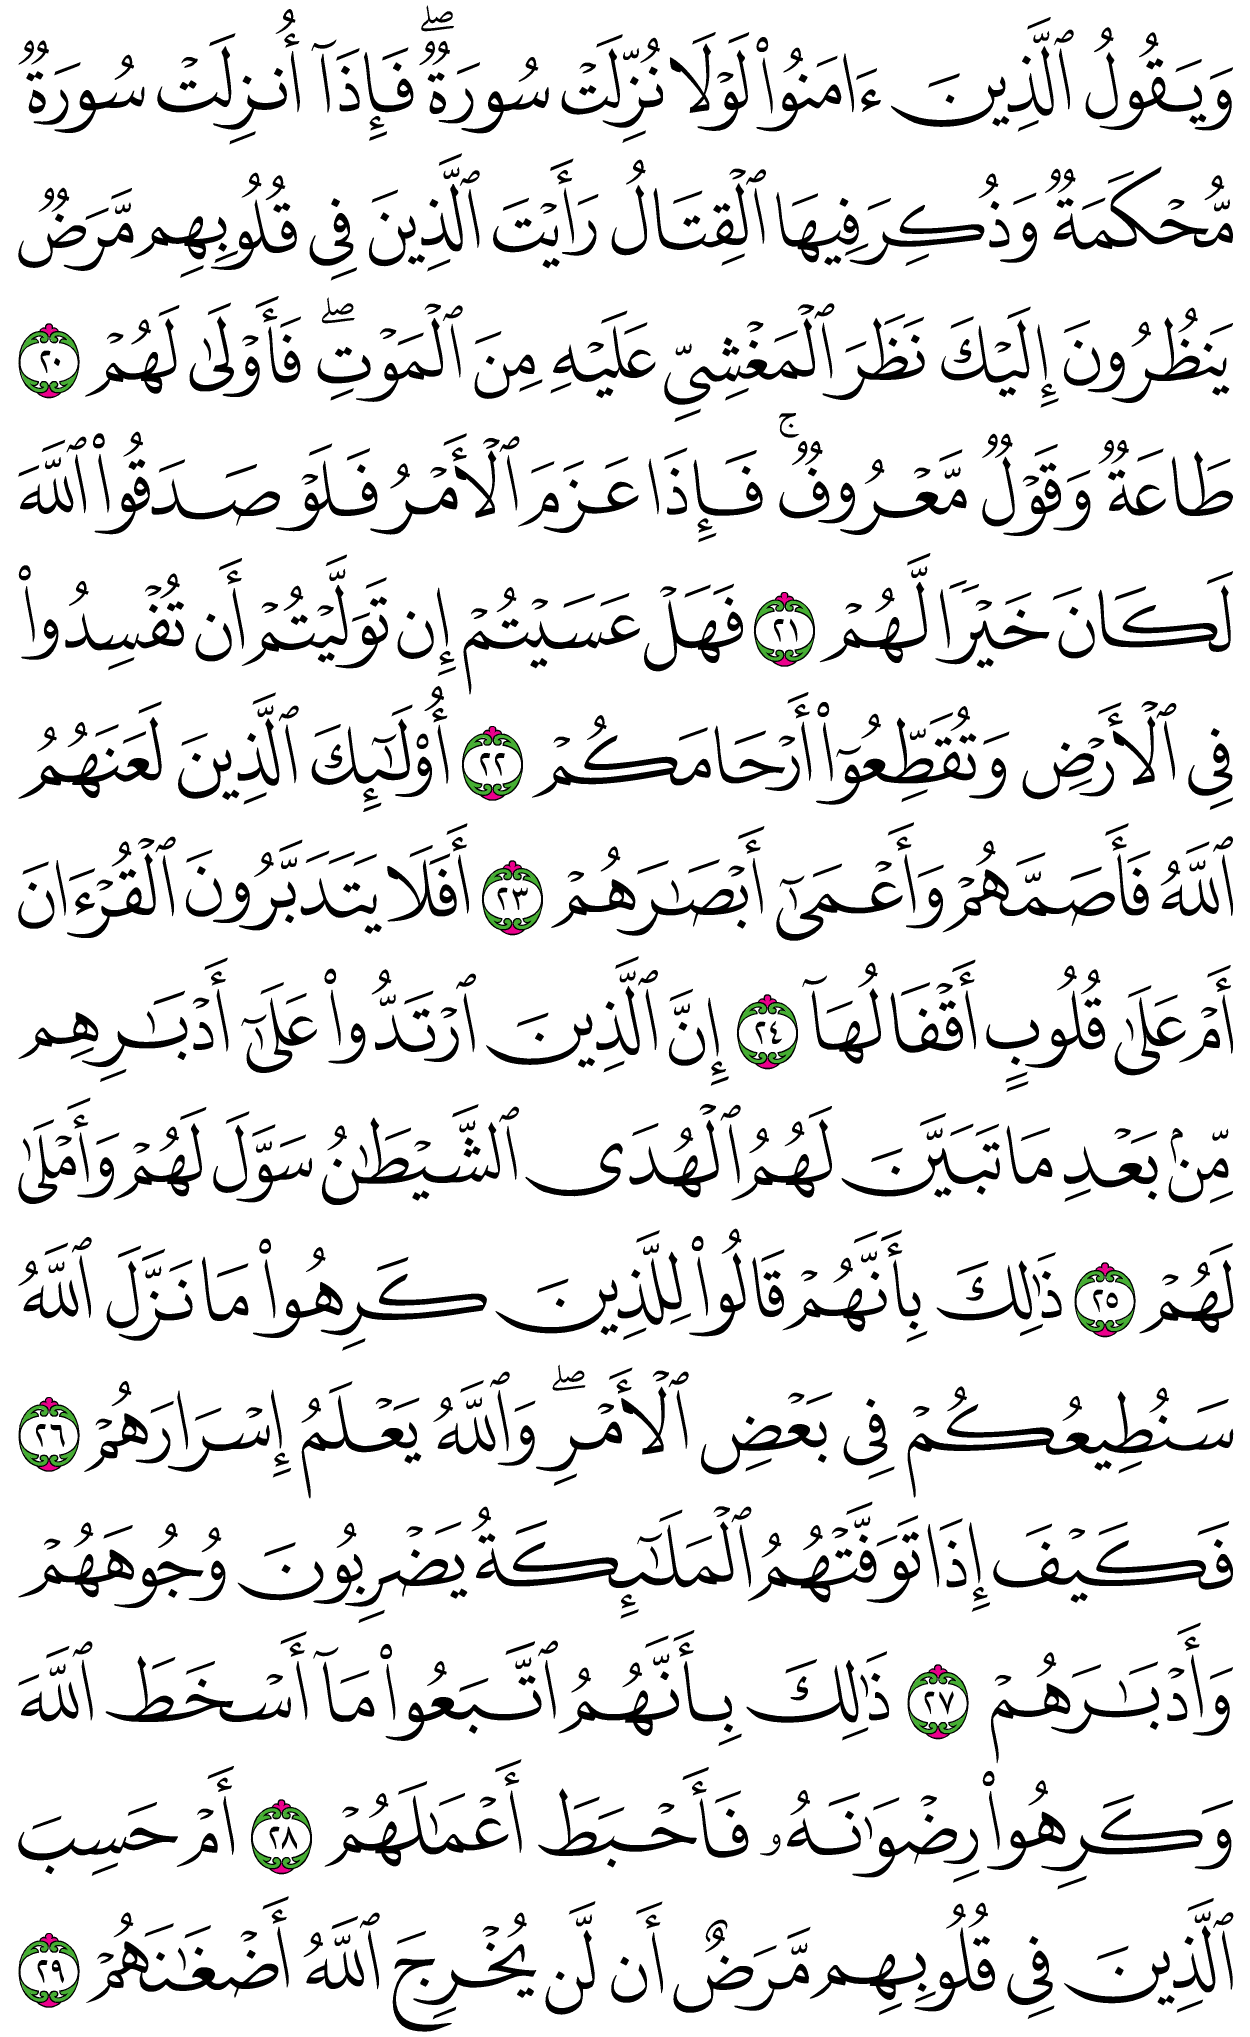 وَيَقُولُ ٱلَّذِينَ ءَامَنُوا۟ لَوْلَا نُزِّلَتْ سُورَةٌ ۖ فَإِذَآ أُنزِلَتْ سُورَةٌ
مُّحْكَمَةٌ وَذُكِرَ فِيهَا ٱلْقِتَالُ رَأَيْتَ ٱلَّذِينَ فِى قُلُوبِهِم مَّرَضٌ
يَنظُرُونَ إِلَيْكَ نَظَرَ ٱلْمَغْشِىِّ عَلَيْهِ مِنَ ٱلْمَوْتِ ۖ فَأَوْلَىٰ لَهُمْ ٢٠
طَاعَةٌ وَقَوْلٌ مَّعْرُوفٌ ۚ فَإِذَا عَزَمَ ٱلْأَمْرُ فَلَوْ صَدَقُوا۟ ٱللَّهَ
لَكَانَ خَيْرًا لَّهُمْ ٢١ فَهَلْ عَسَيْتُمْ إِن تَوَلَّيْتُمْ أَن تُفْسِدُوا۟
فِى ٱلْأَرْضِ وَتُقَطِّعُوٓا۟ أَرْحَامَكُمْ ٢٢ أُو۟لَـٰٓئِكَ ٱلَّذِينَ لَعَنَهُمُ
ٱللَّهُ فَأَصَمَّهُمْ وَأَعْمَىٰٓ أَبْصَـٰرَهُمْ ٢٣ أَفَلَا يَتَدَبَّرُونَ ٱلْقُرْءَانَ
أَمْ عَلَىٰ قُلُوبٍ أَقْفَالُهَآ ٢٤ إِنَّ ٱلَّذِينَ ٱرْتَدُّوا۟ عَلَىٰٓ أَدْبَـٰرِهِم
مِّنۢ بَعْدِ مَا تَبَيَّنَ لَهُمُ ٱلْهُدَى ٱلشَّيْطَـٰنُ سَوَّلَ لَهُمْ وَأَمْلَىٰ
لَهُمْ ٢٥ ذَٰلِكَ بِأَنَّهُمْ قَالُوا۟ لِلَّذِينَ كَرِهُوا۟ مَا نَزَّلَ ٱللَّهُ
سَنُطِيعُكُمْ فِى بَعْضِ ٱلْأَمْرِ ۖ وَٱللَّهُ يَعْلَمُ إِسْرَارَهُمْ ٢٦
فَكَيْفَ إِذَا تَوَفَّتْهُمُ ٱلْمَلَـٰٓئِكَةُ يَضْرِبُونَ وُجُوهَهُمْ
وَأَدْبَـٰرَهُمْ ٢٧ ذَٰلِكَ بِأَنَّهُمُ ٱتَّبَعُوا۟ مَآ أَسْخَطَ ٱللَّهَ
وَكَرِهُوا۟ رِضْوَٰنَهُۥ فَأَحْبَطَ أَعْمَـٰلَهُمْ ٢٨ أَمْ حَسِبَ
ٱلَّذِينَ فِى قُلُوبِهِم مَّرَضٌ أَن لَّن يُخْرِجَ ٱللَّهُ أَضْغَـٰنَهُمْ ٢٩